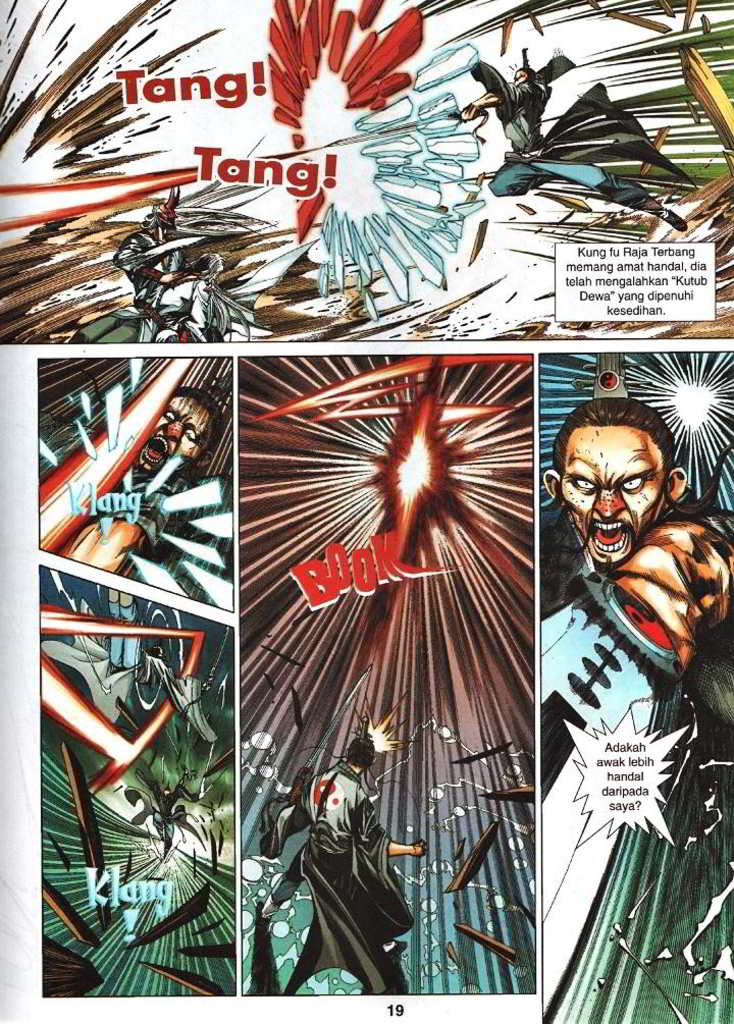 Tang!
Tang!
Kung fu Raja Terbang
memang amat handal, dia
telah mengalahkan “Kutub
Dewa” yang dipenuhi
kesedihan.
Klang
!
BOOK
Klang
!
Adakah
awak lebih
handal
daripada
saya?
19